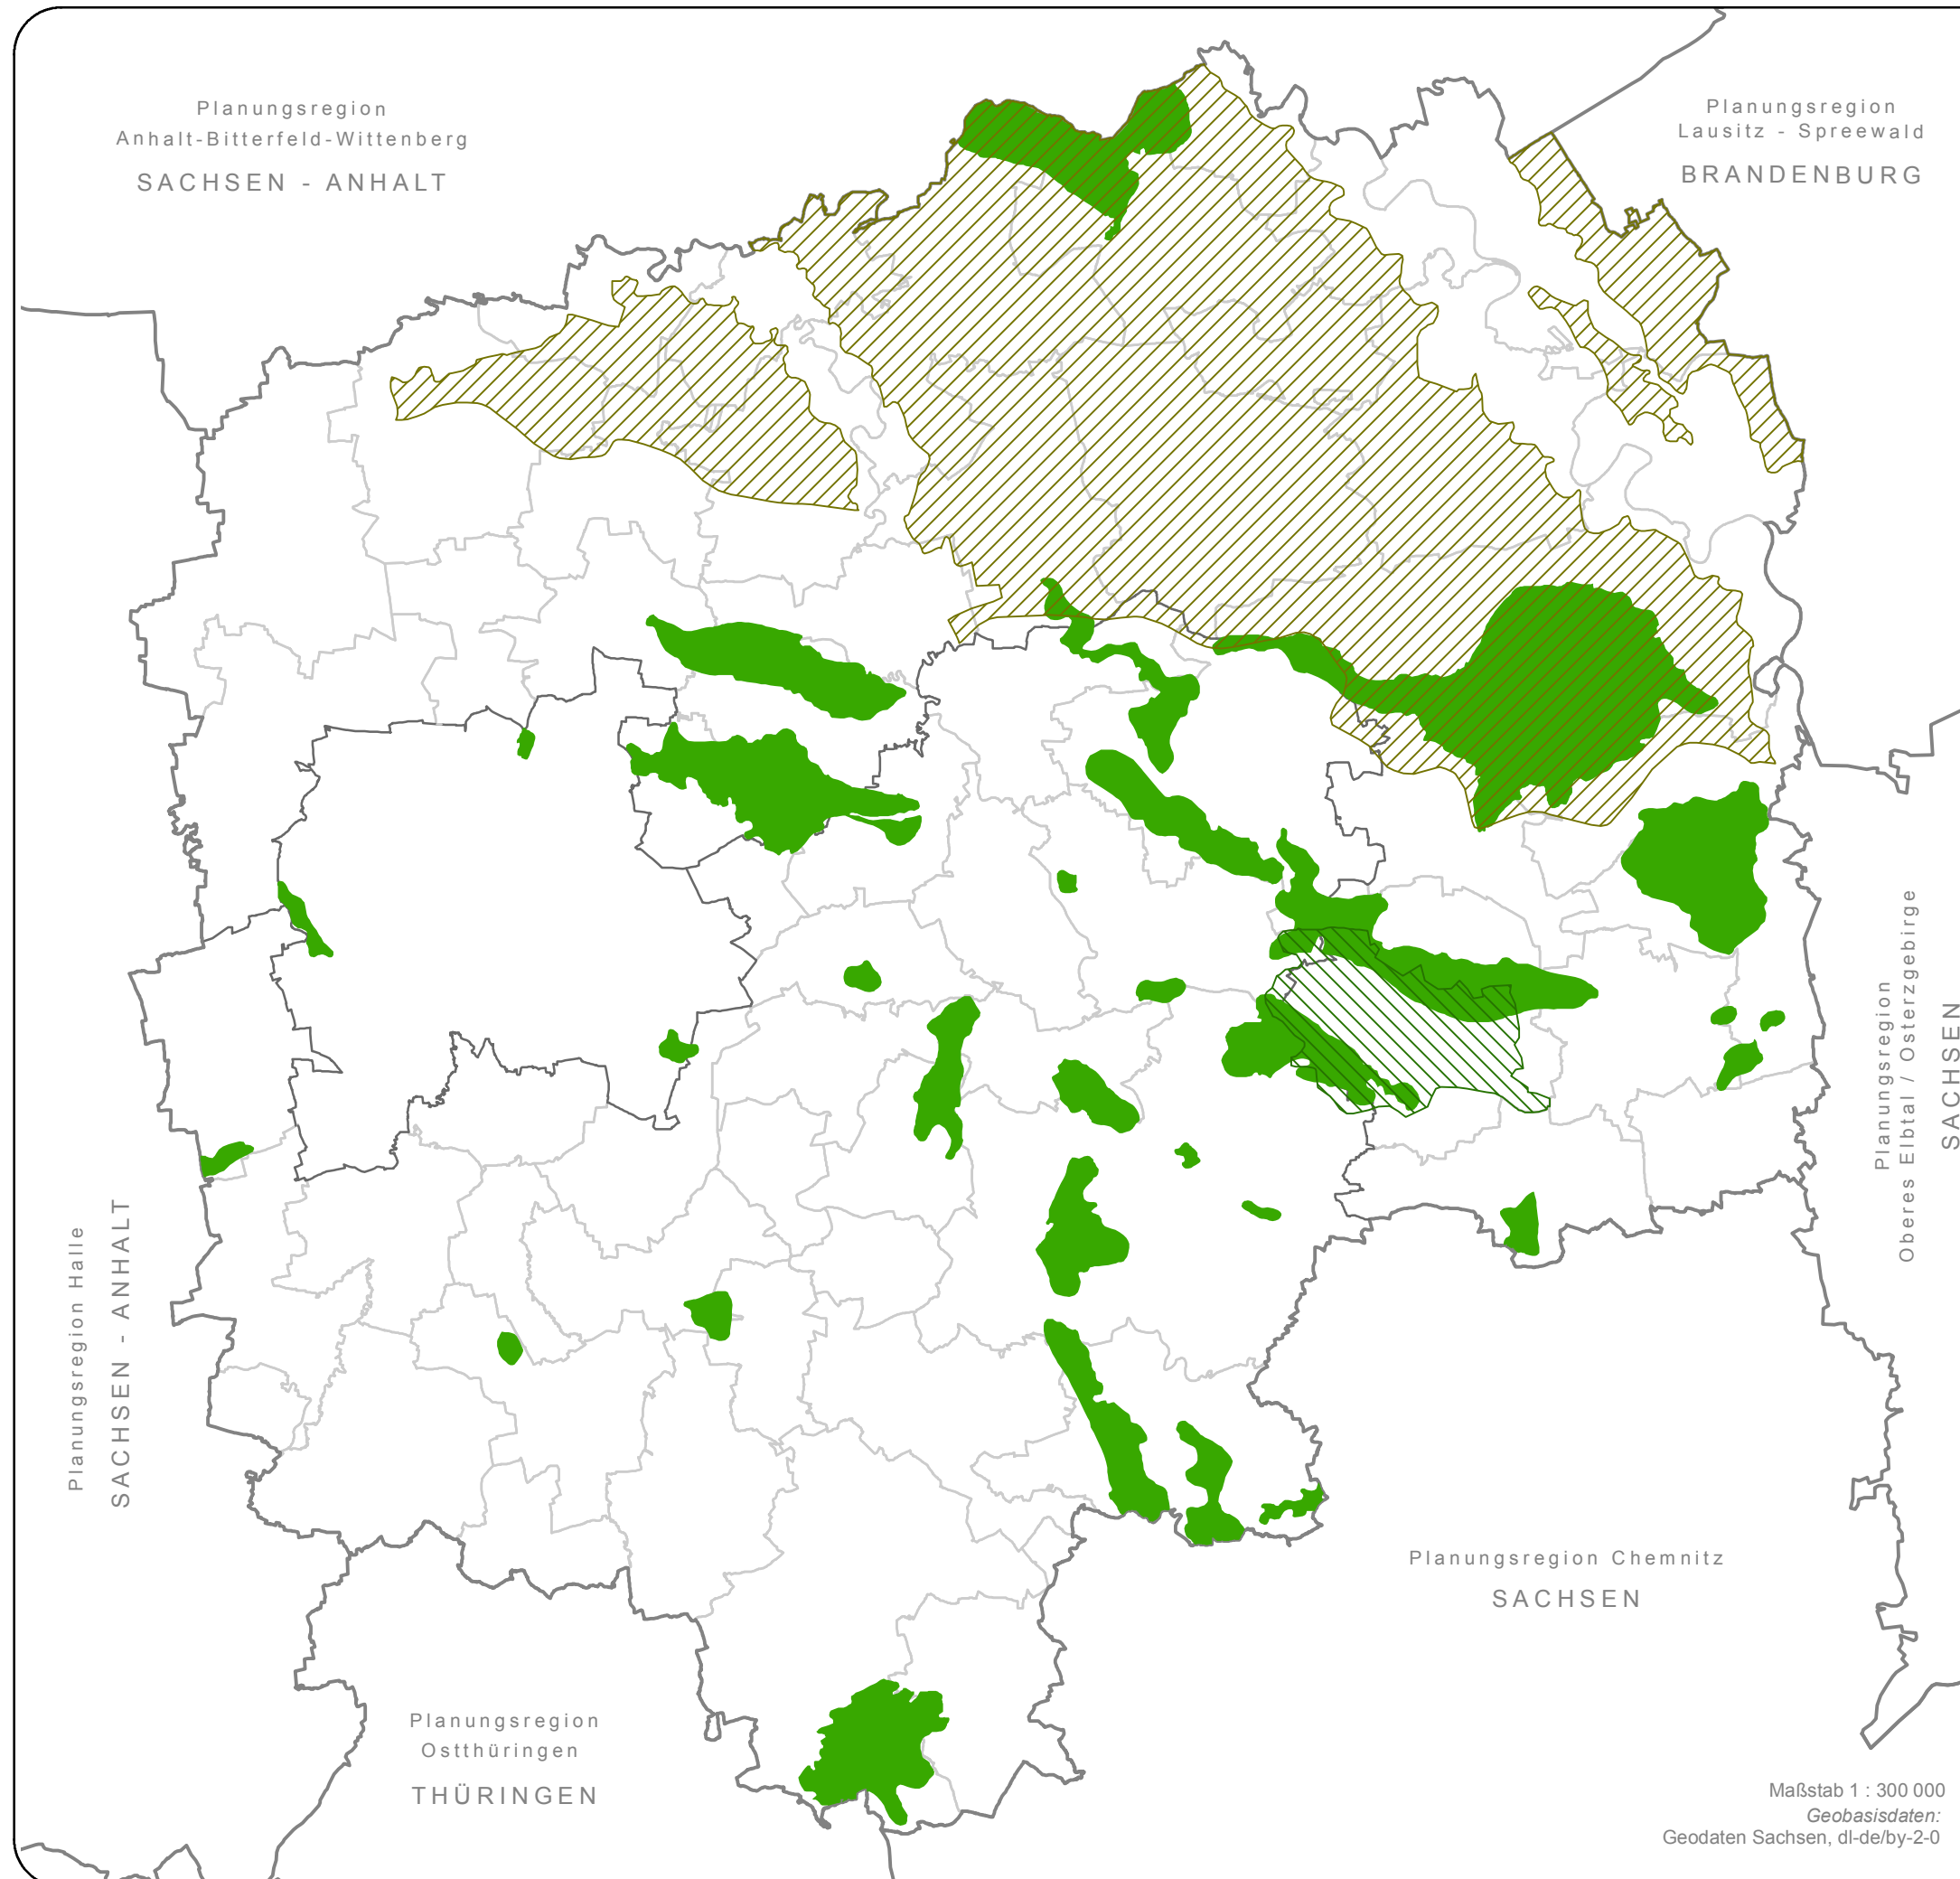 Planungsregion
Anhalt-Bitterfeld-Wittenberg
SACHSEN - ANHALT
Planungsregion
Lausitz - Spreewald
BRANDENBURG
Planungsregion
Oberes Elbtal / Osterzgebirge
SACHSEN
Planungsregion Halle
SACHSEN - ANHALT
Planungsregion Chemnitz
SACHSEN
Planungsregion
Ostthüringen
THÜRINGEN
Maßstab 1 : 300 000
Geobasisdaten:
Geodaten Sachsen, dl-de/by-2-0